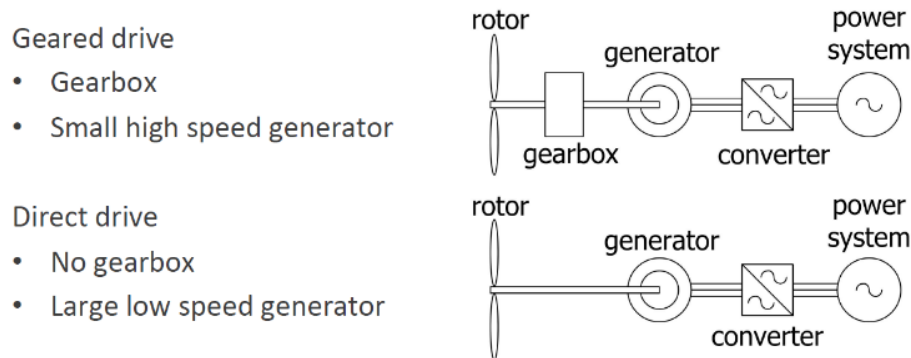 Geared drive
• Gearbox
• Small high speed generator
rotor
generator
power
system
gearbox
converter
Direct drive
• No gearbox
• Large low speed generator
rotor
generator
power
system
converter